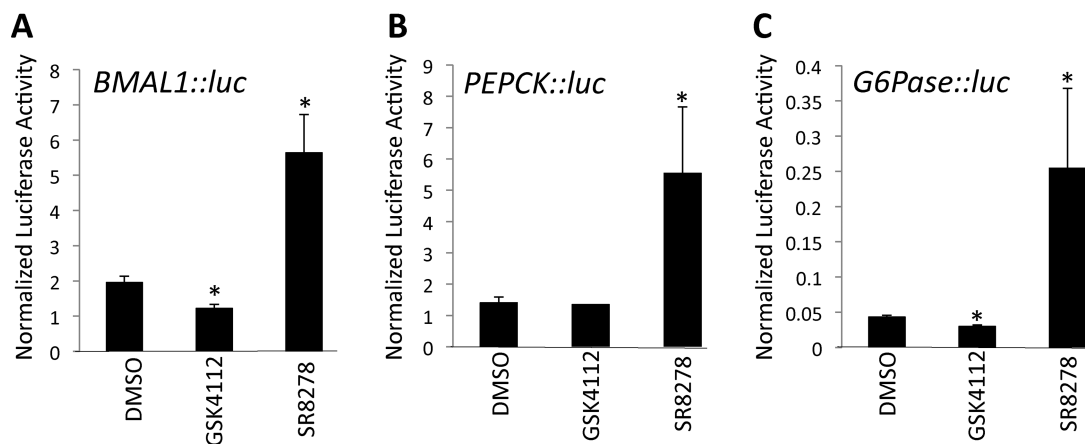 A
Normalized Luciferase Activity
8
7
6
5
4
3
2
1
0
BMAL1::luc
*
*
DMSO
GSK4112
SR8278
B
Normalized Luciferase Activity
9
8
7
6
5
4
3
2
1
0
PEPCK::luc
*
DMSO
GSK4112
SR8278
C
Normalized Luciferase Activity
0.4
0.35
0.3
0.25
0.2
0.15
0.1
0.05
0
G6Pase::luc
*
*
DMSO
GSK4112
SR8278